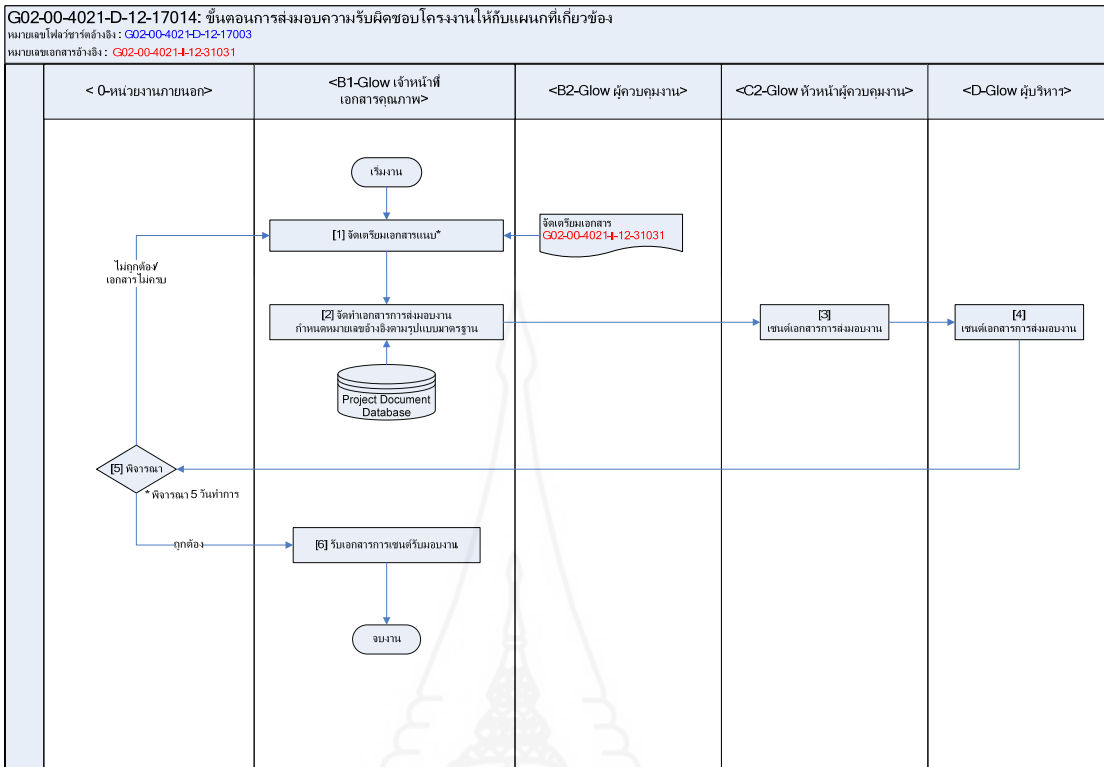 G02-00-4021-D-12-17014: ขั้นตอนการส่งมอบความรับผิดชอบโครงงานให้กับแผนกที่เกี่ยวข้อง
หมายเลขโฟลว์ชาร์ตอ้างอิง : G02-00-4021-D-12-17003
หมายเลขเอกสารอ้างอิง : G02-00-4021-I-12-31031
< 0-หน่วยงานภายนอก>
<B1-Glow เจ้าหน้าที่
เอกสารคุณภาพ>
<B2-Glow ผู้ควบคุมงาน>
<C2-Glow หัวหน้าผู้ควบคุมงาน>
<D-Glow ผู้บริหาร>
เริ่มงาน
[1] จัดเตรียมเอกสารแนบ*
จัดเตรียมเอกสาร
G02-00-4021-I-12-31031
ไม่ถูกต้อง/
เอกสารไม่ครบ
[2] จัดทำเอกสารการส่งมอบงาน
กำหนดหมายเลขอ้างอิงตามรูปแบบมาตรฐาน
[3]
เซนต์เอกสารการส่งมอบงาน
[4]
เซนต์เอกสารการส่งมอบงาน
Project Document
Database
[5] พิจารณา
* พิจารณา 5 วันทำการ
ถูกต้อง
[6] รับเอกสารการเซนต์รับมอบงาน
จบงาน